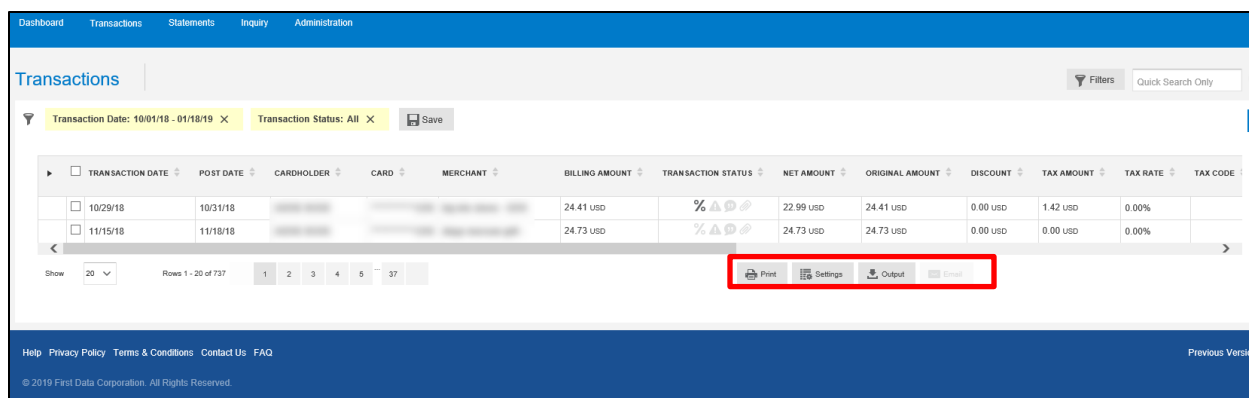 Dashboard Transactions Statements Inquiry Administration
Transactions
Filters Quick Search Only
Transaction Date: 10/01/18 - 01/18/19 X Transaction Status: All X Save
TRANSACTION DATE POST DATE CARDHOLDER CARD MERCHANT BILLING AMOUNT TRANSACTION STATUS NET AMOUNT ORIGINAL AMOUNT DISCOUNT TAX AMOUNT TAX RATE TAX CODE
10/29/18 10/31/18 24.41 USD % 22.99 USD 24.41 USD 0.00 USD 1.42 USD 0.00%
11/15/18 11/18/18 24.73 USD % 24.73 USD 24.73 USD 0.00 USD 0.00 USD 0.00%
Show 20 Rows 1 - 20 of 737 1 2 3 4 5 ... 37 Print Settings Output Email
Help Privacy Policy Terms & Conditions Contact Us FAQ Previous Versi
© 2019 First Data Corporation. All Rights Reserved.